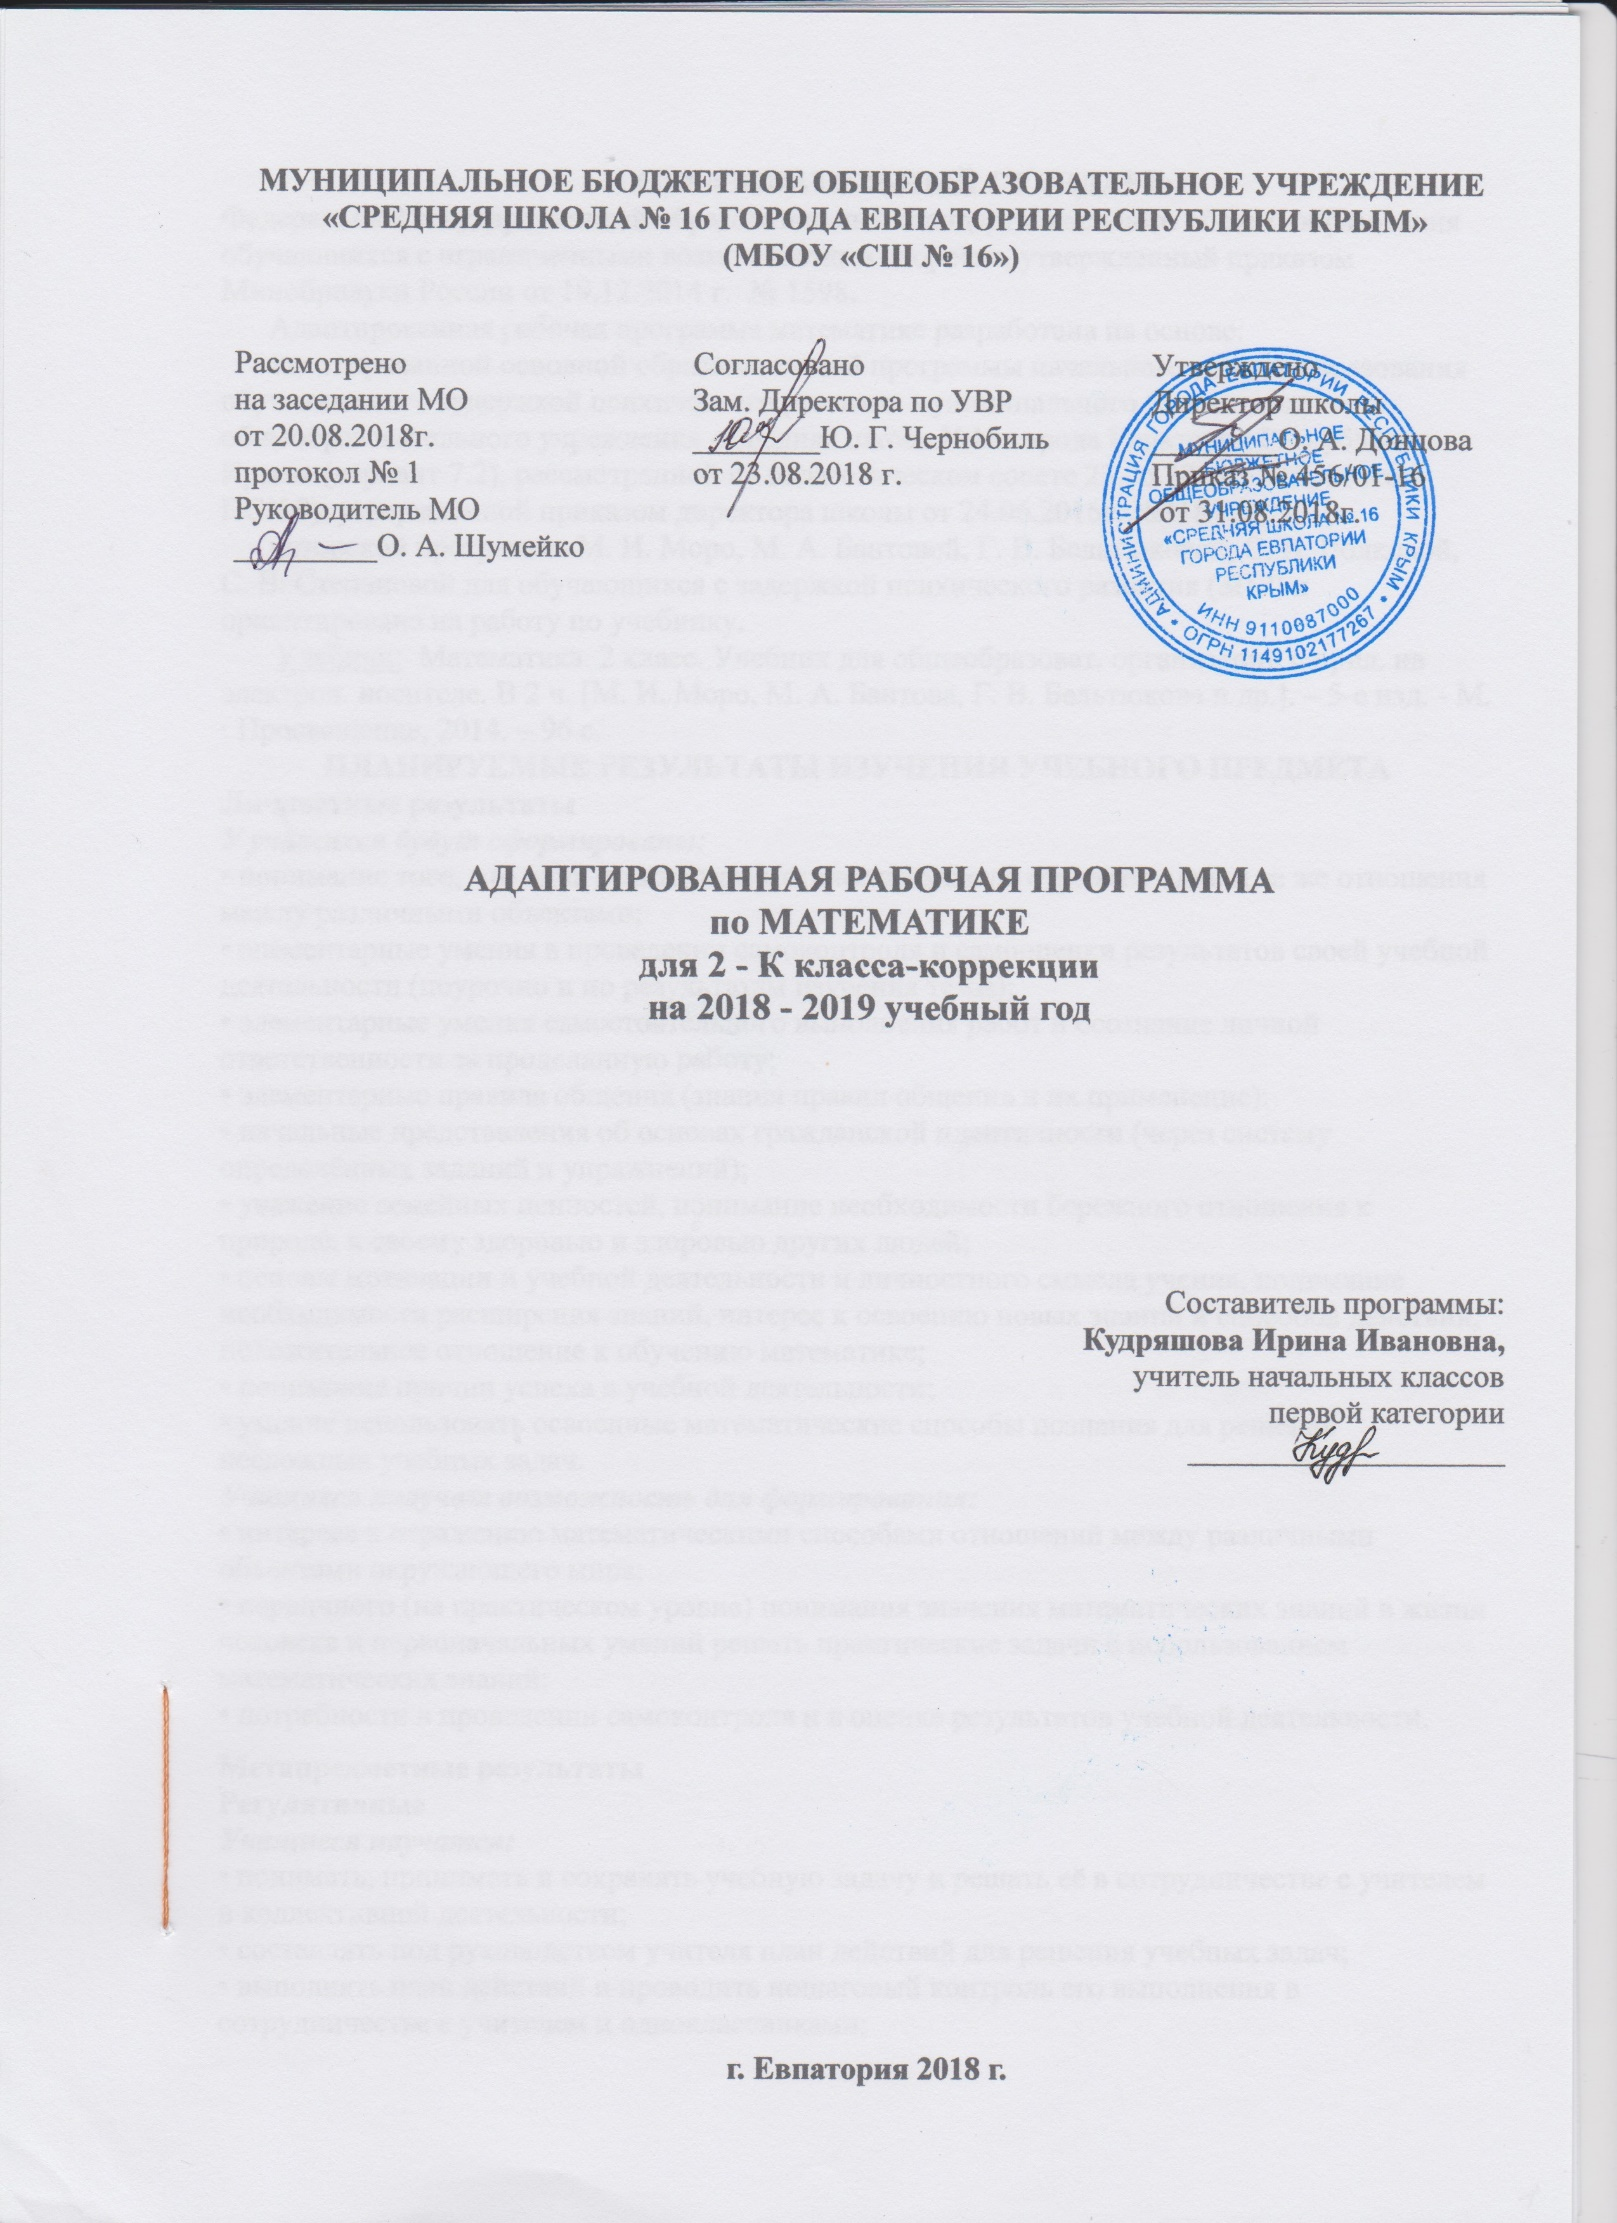 МУНИЦИПАЛЬНОЕ БЮДЖЕТНОЕ ОБЩЕОБРАЗОВАТЕЛЬНОЕ УЧРЕЖДЕНИЕ
«СРЕДНЯЯ ШКОЛА № 16 ГОРОДА ЕВПАТОРИИ РЕСПУБЛИКИ КРЫМ»
(МБОУ «СШ № 16»)
Рассмотрено
на заседании МО
от 20.08.2018г.
протокол № 1
Руководитель МО
О. А. Шумейко
Согласовано
Зам. Директора по УВР
Ю. Г. Чернобиль
от 23.08.2018 г.
Утверждено
Директор школы
О. А. Донцова
Приказ № 456/01-16
от 31.08.2018г.
АДМИНИСТРАЦИЯ ГОРОДА ЕВПАТОРИИ РЕСПУБЛИКИ КРЫМ
ОГРН 1149102177267
МУНИЦИПАЛЬНОЕ
БЮДЖЕТНОЕ
ОБЩЕОБРАЗОВАТЕЛЬНОЕ
УЧРЕЖДЕНИЕ
«СРЕДНЯЯ ШКОЛА № 16
ГОРОДА ЕВПАТОРИИ
РЕСПУБЛИКИ
КРЫМ»
ИНН 9110087000
АДАПТИРОВАННАЯ РАБОЧАЯ ПРОГРАММА
по МАТЕМАТИКЕ
для 2 - К класса-коррекции
на 2018 - 2019 учебный год
Составитель программы:
Кудряшова Ирина Ивановна,
учитель начальных классов
первой категории
г. Евпатория 2018 г.